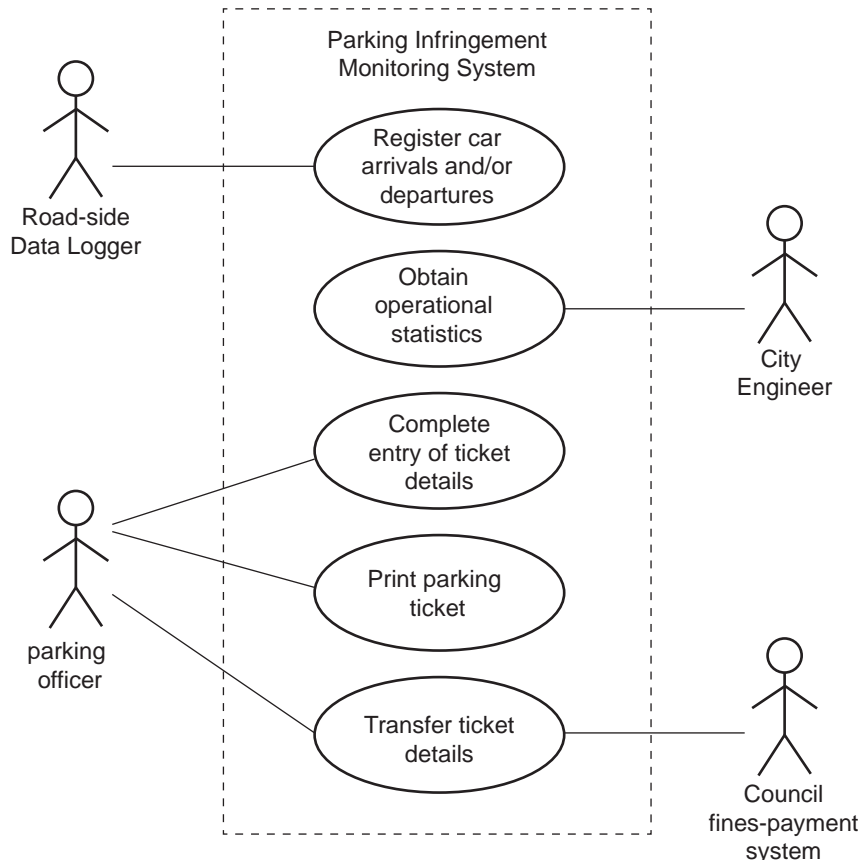 Parking Infringement
Monitoring System
Register car
arrivals and/or
departures
Road-side
Data Logger
Obtain
operational
statistics
City
Engineer
Complete
entry of ticket
details
Print parking
ticket
parking
officer
Transfer ticket
details
Council
fines-payment
system